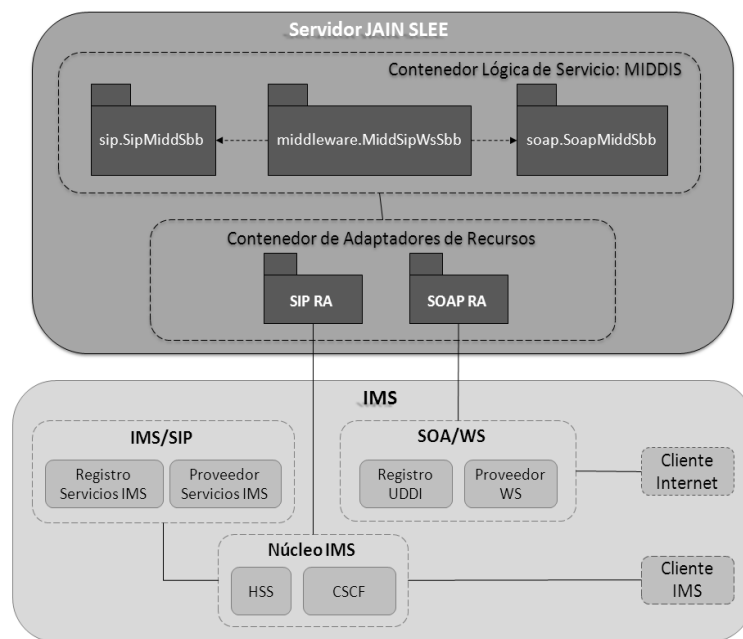 Servidor JAIN SLEE
Contenedor Lógica de Servicio: MIDDIS
sip.SipMiddSbb
middleware.MiddSipWsSbb
soap.SoapMiddSbb
Contenedor de Adaptadores de Recursos
SIP RA
SOAP RA
IMS
IMS/SIP
Registro
Servicios IMS
Proveedor
Servicios IMS
SOA/WS
Registro
UDDI
Proveedor
WS
Cliente
Internet
Núcleo IMS
HSS
CSCF
Cliente
IMS